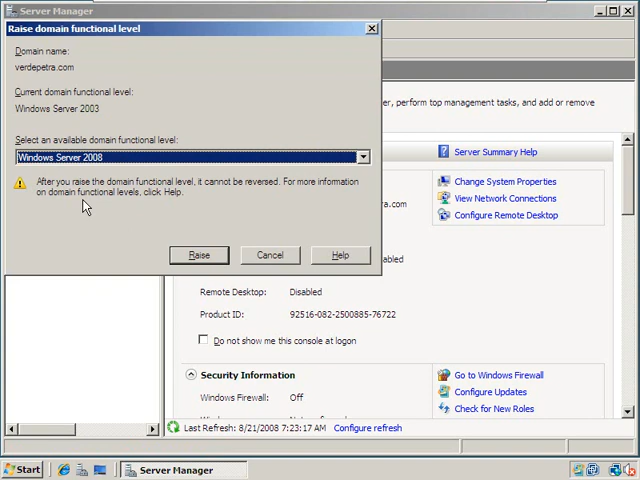 Server Manager
Raise domain functional level
Domain name:
verdepetra.com
Current domain functional level:
Windows Server 2003
Select an available domain functional level:
Windows Server 2008
After you raise the domain functional level, it cannot be reversed. For more information
on domain functional levels, click Help.
Raise
Cancel
Help
er, perform top management tasks, and add or remove
Server Summary Help
Change System Properties
View Network Connections
Configure Remote Desktop
ra.com
abled
Remote Desktop: Disabled
Product ID: 92516-082-2500885-76722
Do not show me this console at logon
Security Information
Go to Windows Firewall
Configure Updates
Check for New Roles
Windows Firewall: Off
Last Refresh: 8/21/2008 7:23:17 AM Configure refresh
Start
Server Manager